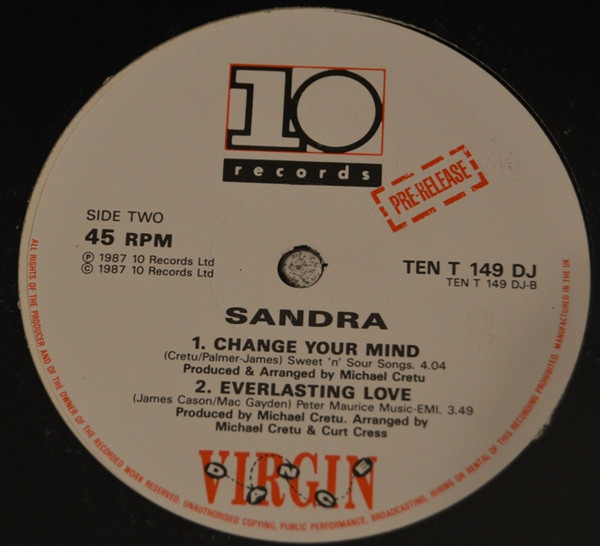 10
records
PRE-RELEASE
SIDE TWO
45 RPM
Ⓟ 1987 10 Records Ltd
© 1987 10 Records Ltd
TEN T 149 DJ
TEN T 149 DJ-B
SANDRA
1. CHANGE YOUR MIND
(Cretu/Palmer-James) Sweet 'n' Sour Songs. 4.04
Produced & Arranged by Michael Cretu
2. EVERLASTING LOVE
(James Cason/Mac Gayden) Peter Maurice Music-EMI. 3.49
Produced by Michael Cretu. Arranged by
Michael Cretu & Curt Cress
VIRGIN
DANCE
ALL RIGHTS OF THE PRODUCER AND OF THE OWNER OF THE RECORDED WORK RESERVED. UNAUTHORISED COPYING, PUBLIC PERFORMANCE, BROADCASTING, HIRING OR RENTAL OF THIS RECORDING PROHIBITED. MANUFACTURED IN THE UK